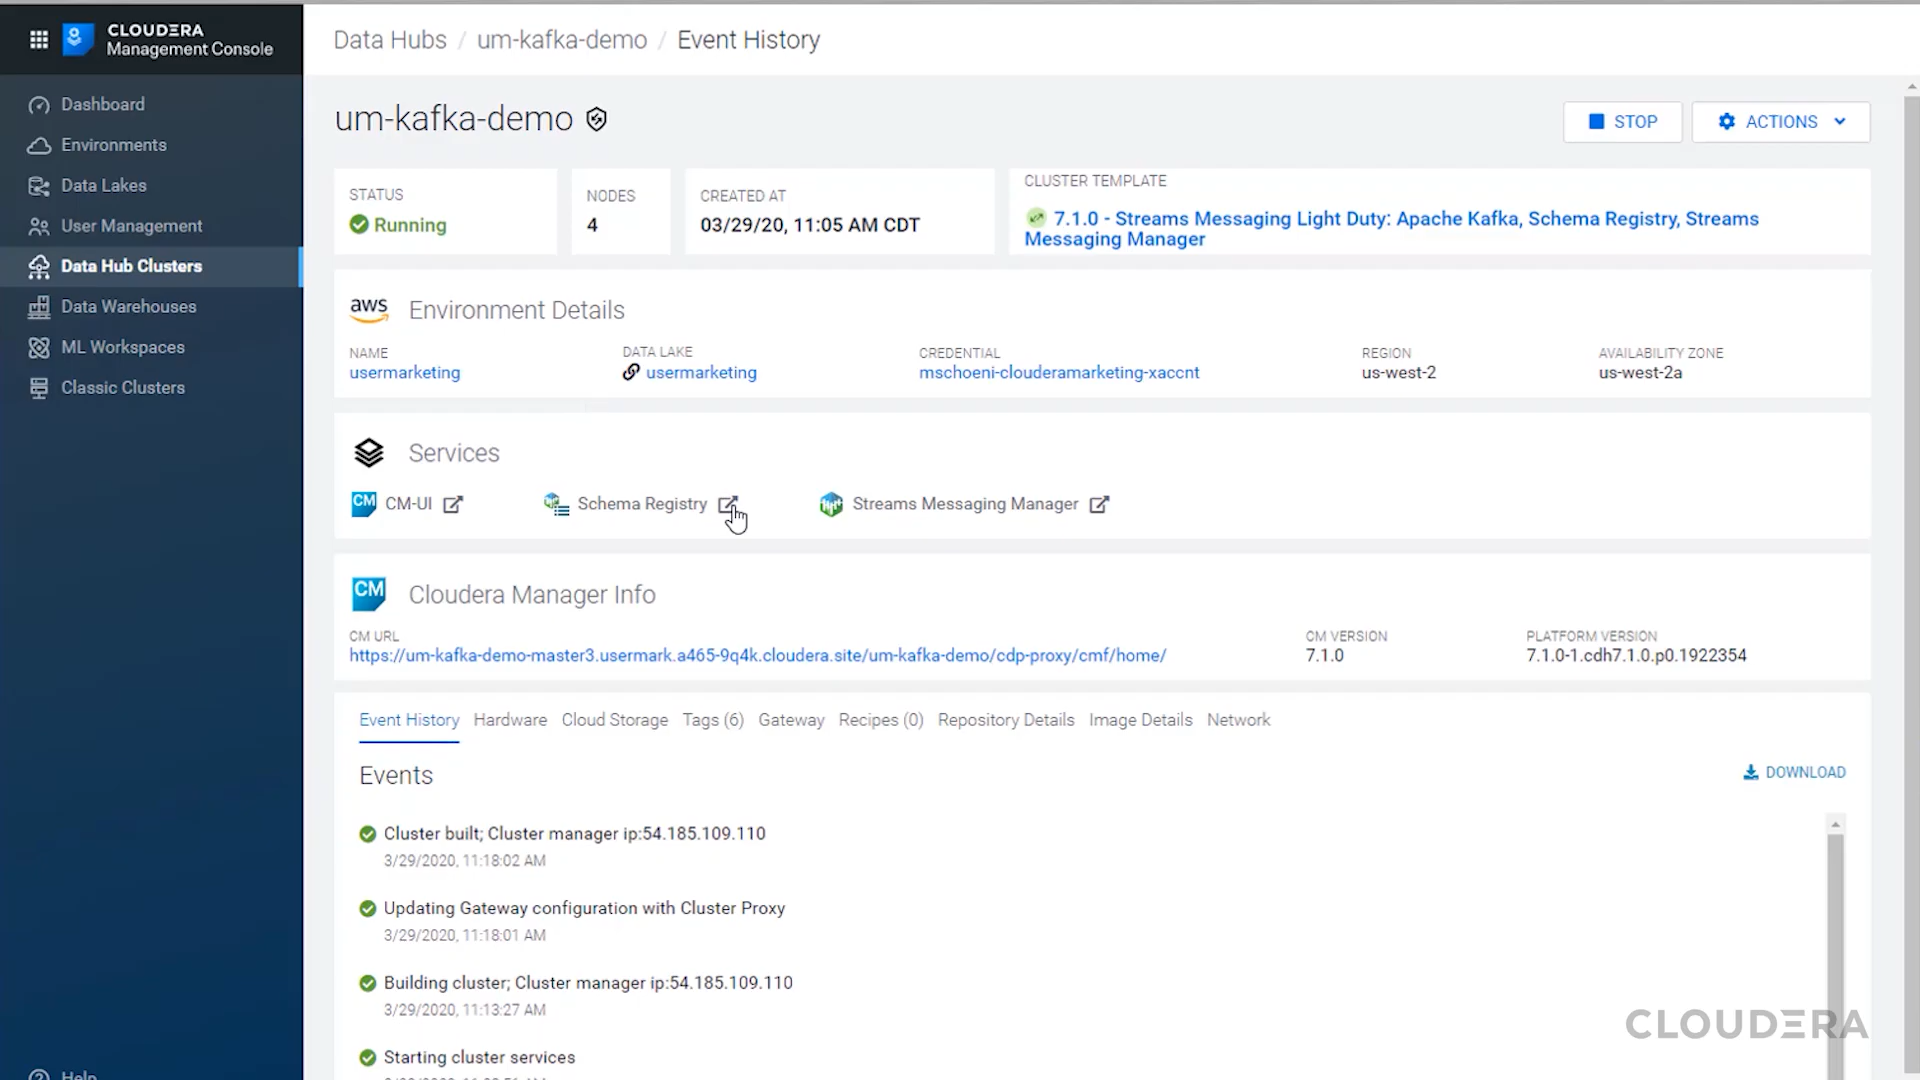 CLOUDERA
Management Console
Dashboard
Environments
Data Lakes
User Management
Data Hub Clusters
Data Warehouses
ML Workspaces
Classic Clusters
Help
Data Hubs / um-kafka-demo / Event History
um-kafka-demo
STOP
ACTIONS
STATUS
Running
NODES
4
CREATED AT
03/29/20, 11:05 AM CDT
CLUSTER TEMPLATE
7.1.0 - Streams Messaging Light Duty: Apache Kafka, Schema Registry, Streams
Messaging Manager
aws
Environment Details
NAME
usermarketing
DATA LAKE
usermarketing
CREDENTIAL
mschoeni-clouderamarketing-xaccnt
REGION
us-west-2
AVAILABILITY ZONE
us-west-2a
Services
CM CM-UI
Schema Registry
Streams Messaging Manager
CM
Cloudera Manager Info
CM URL
https://um-kafka-demo-master3.usermark.a465-9q4k.cloudera.site/um-kafka-demo/cdp-proxy/cmf/home/
CM VERSION
7.1.0
PLATFORM VERSION
7.1.0-1.cdh7.1.0.p0.1922354
Event History Hardware Cloud Storage Tags (6) Gateway Recipes (0) Repository Details Image Details Network
Events
DOWNLOAD
Cluster built; Cluster manager ip:54.185.109.110
3/29/2020, 11:18:02 AM
Updating Gateway configuration with Cluster Proxy
3/29/2020, 11:18:01 AM
Building cluster; Cluster manager ip:54.185.109.110
3/29/2020, 11:13:27 AM
Starting cluster services
CLOUDERA